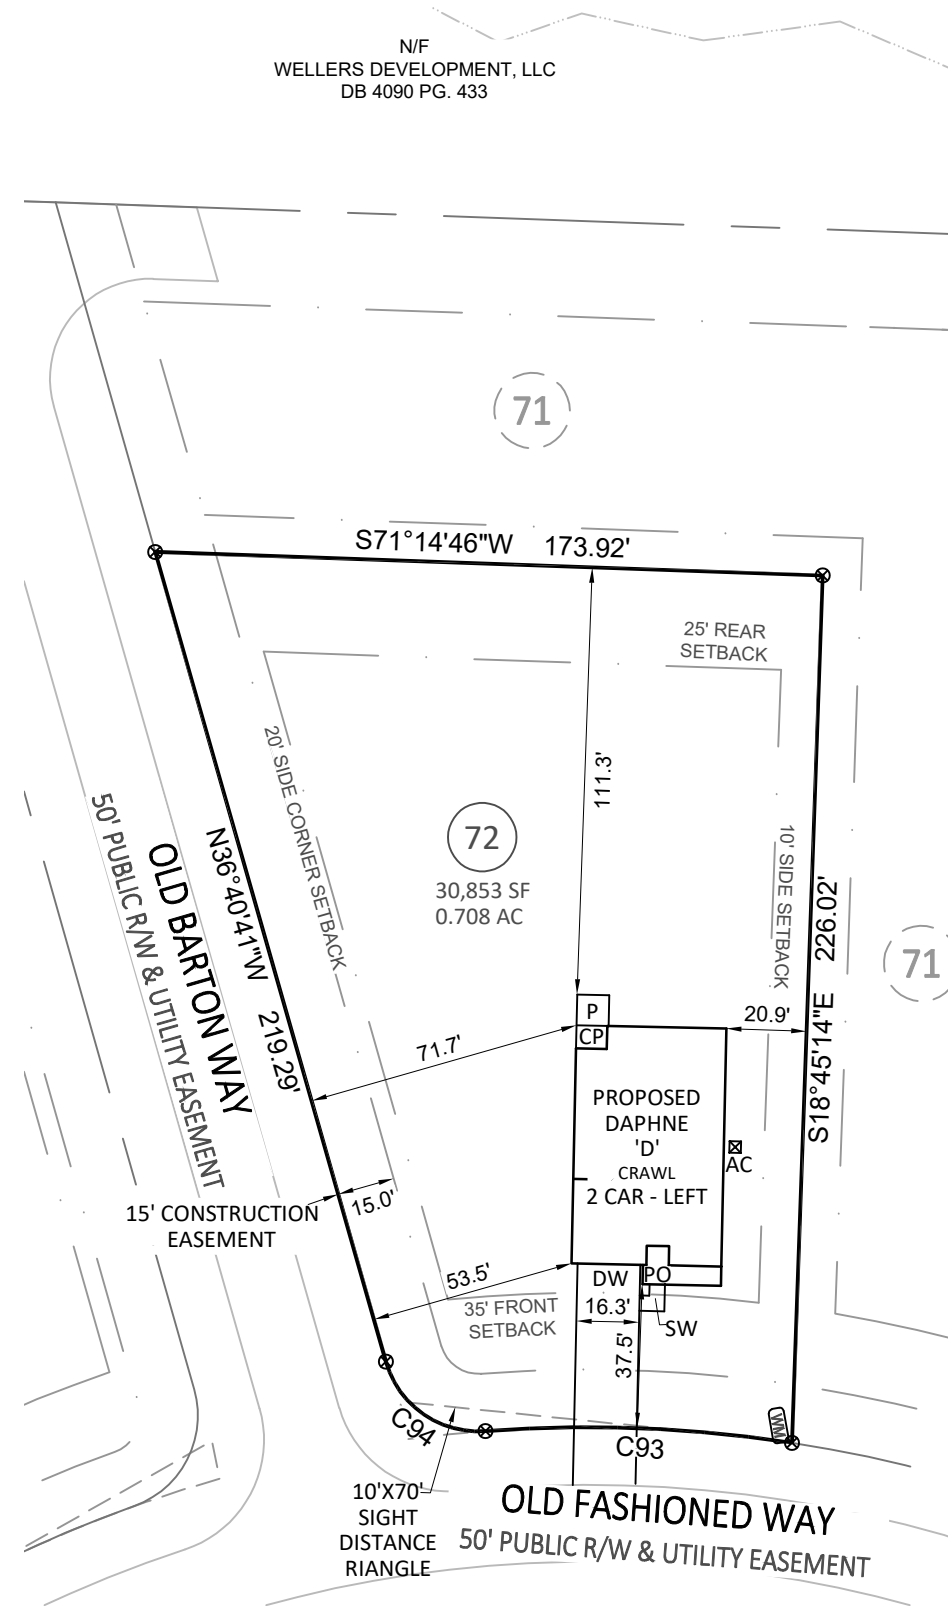 N/F
WELLERS DEVELOPMENT, LLC
DB 4090 PG. 433
71
S71°14'46"W 173.92'
25' REAR
SETBACK
20' SIDE CORNER SETBACK
111.3'
72
30,853 SF
0.708 AC
10' SIDE SETBACK
S18°45'14"E 226.02'
71
50' PUBLIC R/W & UTILITY EASEMENT
OLD BARTON WAY
N36°40'41"W 219.29'
P
CP
20.9'
71.7'
PROPOSED
DAPHNE
'D'
CRAWL
2 CAR - LEFT
AC
15' CONSTRUCTION
EASEMENT
15.0'
53.5'
DW
PO
16.3'
35' FRONT
SETBACK
SW
37.5'
WM
C94
C93
10'X70'
SIGHT
DISTANCE
RIANGLE
OLD FASHIONED WAY
50' PUBLIC R/W & UTILITY EASEMENT